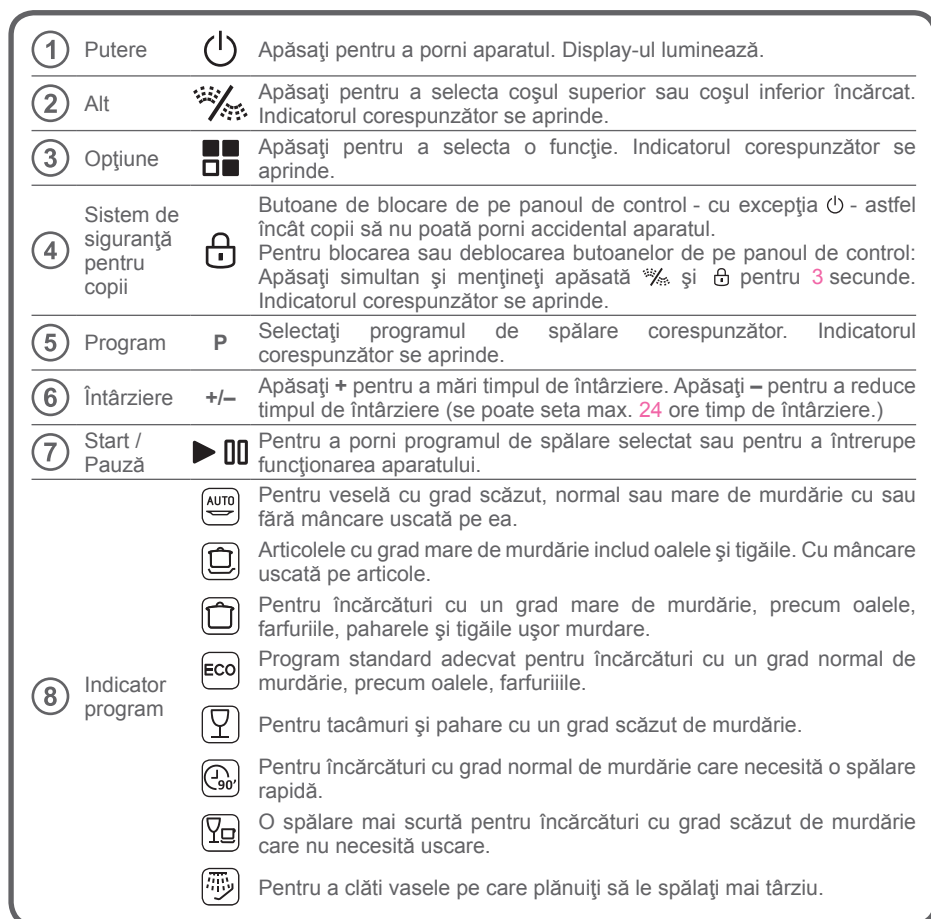 1 Putere Apăsaţi pentru a porni aparatul. Display-ul luminează.
2 Alt Apăsaţi pentru a selecta coşul superior sau coşul inferior încărcat.
Indicatorul corespunzător se aprinde.
3 Opţiune Apăsaţi pentru a selecta o funcţie. Indicatorul corespunzător se
aprinde.
4 Sistem de
siguranţă
pentru
copii
Butoane de blocare de pe panoul de control - cu excepţia - astfel
încât copii să nu poată porni accidental aparatul.
Pentru blocarea sau deblocarea butoanelor de pe panoul de control:
Apăsaţi simultan şi menţineţi apăsată şi pentru 3 secunde.
Indicatorul corespunzător se aprinde.
5 Program P Selectaţi programul de spălare corespunzător. Indicatorul
corespunzător se aprinde.
6 Întârziere +/– Apăsaţi + pentru a mări timpul de întârziere. Apăsaţi – pentru a reduce
timpul de întârziere (se poate seta max. 24 ore timp de întârziere.)
7 Start /
Pauză
Pentru a porni programul de spălare selectat sau pentru a întrerupe
funcţionarea aparatului.
8 Indicator
program
AUTO Pentru veselă cu grad scăzut, normal sau mare de murdărie cu sau
fără mâncare uscată pe ea.
Articolele cu grad mare de murdărie includ oalele şi tigăile. Cu mâncare
uscată pe articole.
Pentru încărcături cu un grad mare de murdărie, precum oalele,
farfuriile, paharele şi tigăile uşor murdare.
ECO Program standard adecvat pentru încărcături cu un grad normal de
murdărie, precum oalele, farfuriiile.
Pentru tacâmuri şi pahare cu un grad scăzut de murdărie.
90' Pentru încărcături cu grad normal de murdărie care necesită o spălare
rapidă.
O spălare mai scurtă pentru încărcături cu grad scăzut de murdărie
care nu necesită uscare.
Pentru a clăti vasele pe care plănuiţi să le spălaţi mai târziu.